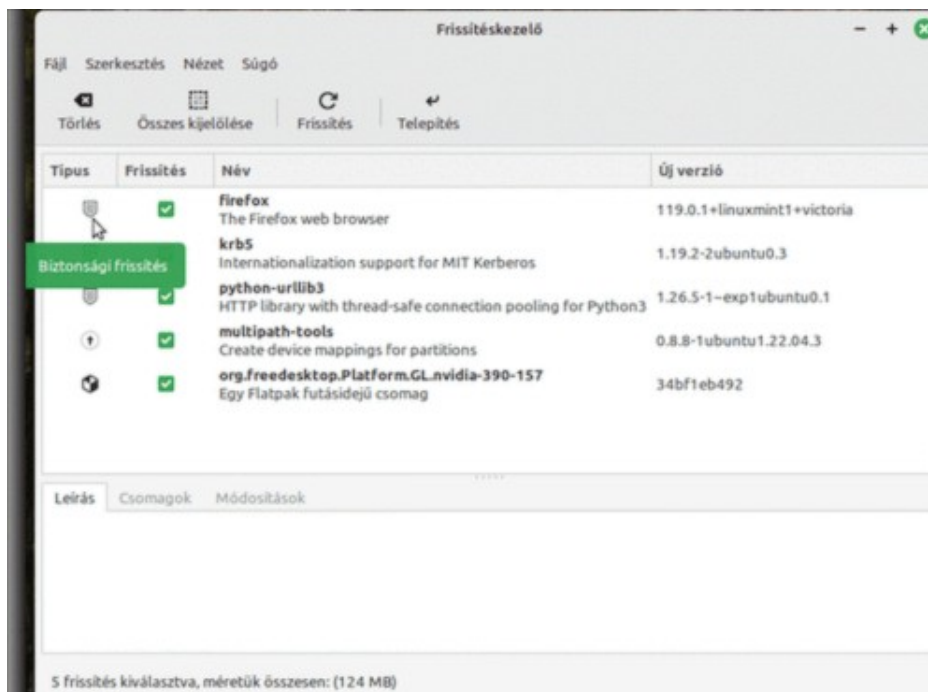 Frissítéskezelő
Fájl Szerkesztés Nézet Súgó
Törlés Összes kijelölése Frissítés Telepítés
Típus Frissítés Név Új verzió
firefox
The Firefox web browser
119.0.1+linuxmint1+victoria
Biztonsági frissítés
krb5
Internationalization support for MIT Kerberos
1.19.2-2ubuntu0.3
python-urllib3
HTTP library with thread-safe connection pooling for Python3
1.26.5-1~exp1ubuntu0.1
multipath-tools
Create device mappings for partitions
0.8.8-1ubuntu1.22.04.3
org.freedesktop.Platform.GL.nvidia-390-157
Egy Flatpak futásidejű csomag
34bf1eb492
Leírás Csomagok Módosítások
5 frissítés kiválasztva, méretük összesen: (124 MB)